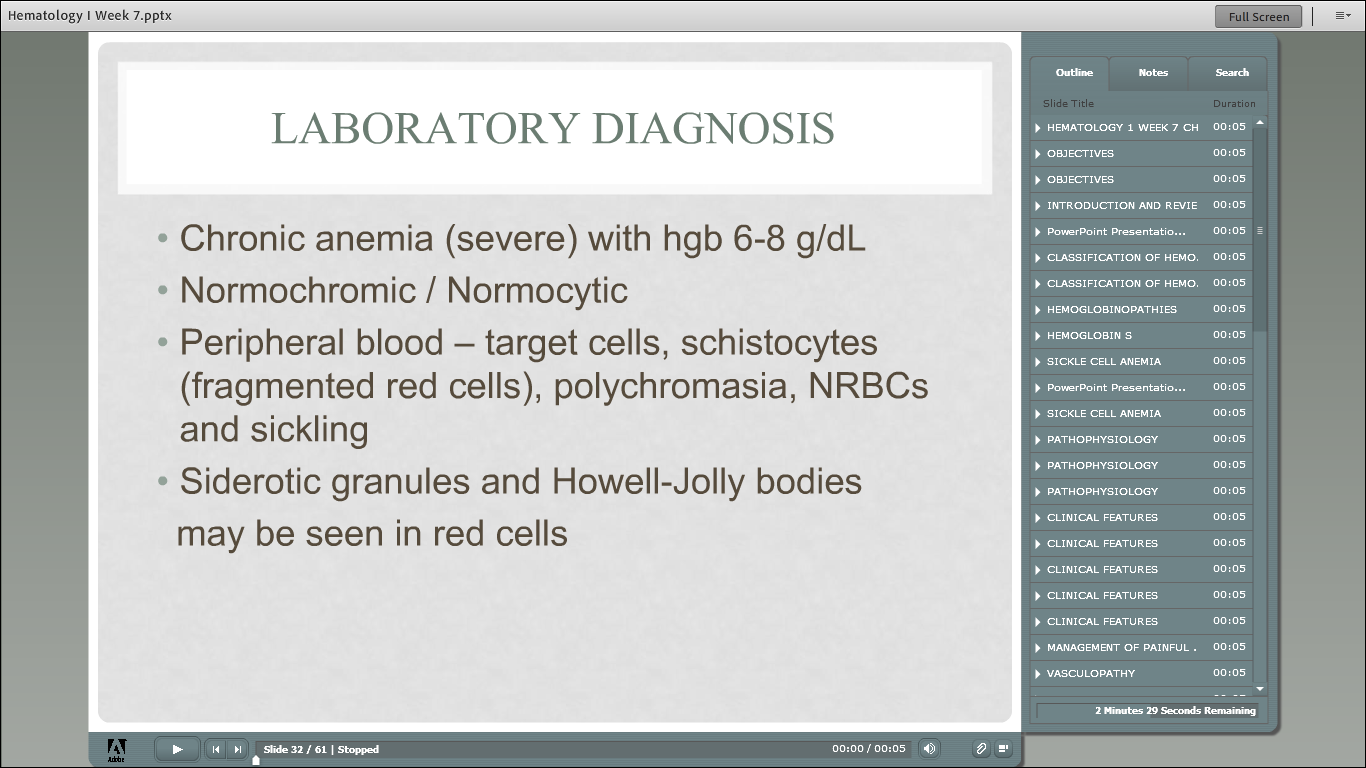 Hematology I Week 7.pptx
Full Screen
LABORATORY DIAGNOSIS
• Chronic anemia (severe) with hgb 6-8 g/dL
• Normochromic / Normocytic
• Peripheral blood – target cells, schistocytes
(fragmented red cells), polychromasia, NRBCs
and sickling
• Siderotic granules and Howell-Jolly bodies
may be seen in red cells
Outline Notes Search
Slide Title Duration
HEMATOLOGY 1 WEEK 7 CH 00:05
OBJECTIVES 00:05
OBJECTIVES 00:05
INTRODUCTION AND REVIE 00:05
PowerPoint Presentatio... 00:05
CLASSIFICATION OF HEMO. 00:05
CLASSIFICATION OF HEMO. 00:05
HEMOGLOBINOPATHIES 00:05
HEMOGLOBIN S 00:05
SICKLE CELL ANEMIA 00:05
PowerPoint Presentatio... 00:05
SICKLE CELL ANEMIA 00:05
PATHOPHYSIOLOGY 00:05
PATHOPHYSIOLOGY 00:05
PATHOPHYSIOLOGY 00:05
CLINICAL FEATURES 00:05
CLINICAL FEATURES 00:05
CLINICAL FEATURES 00:05
CLINICAL FEATURES 00:05
CLINICAL FEATURES 00:05
MANAGEMENT OF PAINFUL . 00:05
VASCULOPATHY 00:05
2 Minutes 29 Seconds Remaining
Adobe
Slide 32 / 61 | Stopped 00:00 / 00:05